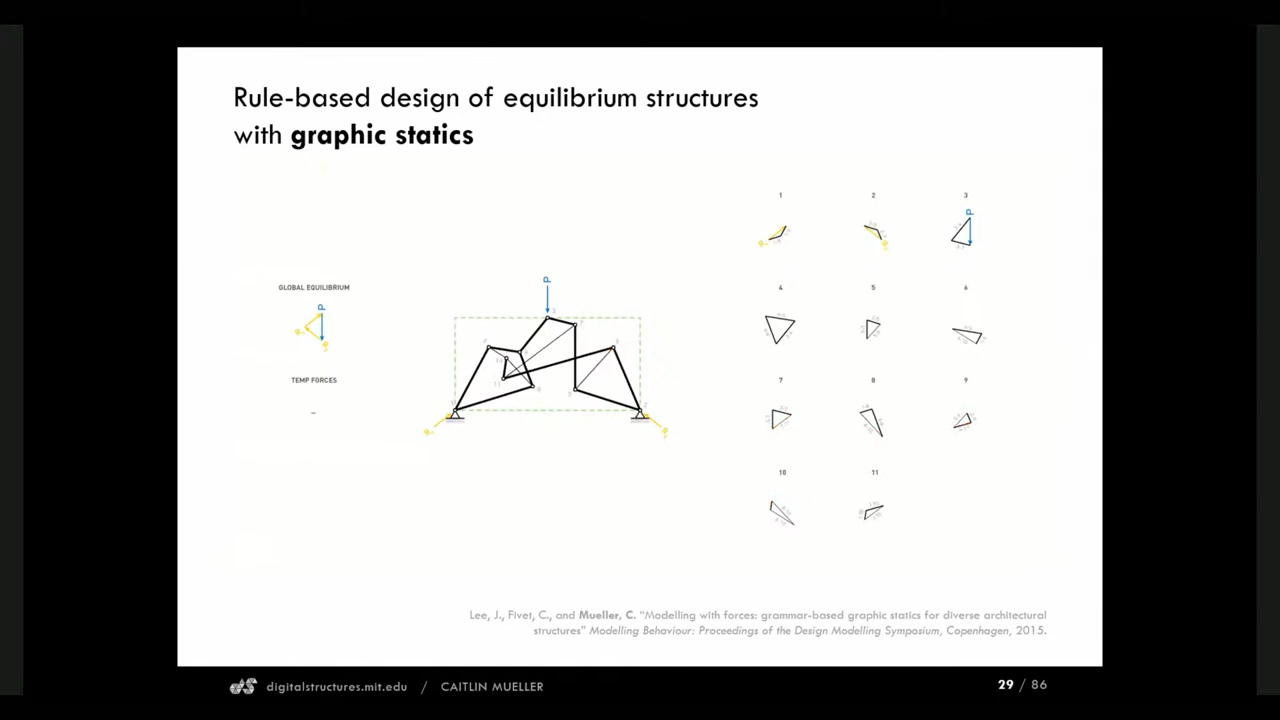 Rule-based design of equilibrium structures
with graphic statics
1 2 3
P
GLOBAL EQUILIBRIUM
P
P
4 5 6
TEMP FORCES
–
7 8 9
10 11
Lee, J., Fivet, C., and Mueller, C. “Modelling with forces: grammar-based graphic statics for diverse architectural
structures” Modelling Behaviour: Proceedings of the Design Modelling Symposium, Copenhagen, 2015.
digitalstructures.mit.edu / CAITLIN MUELLER
29 / 86